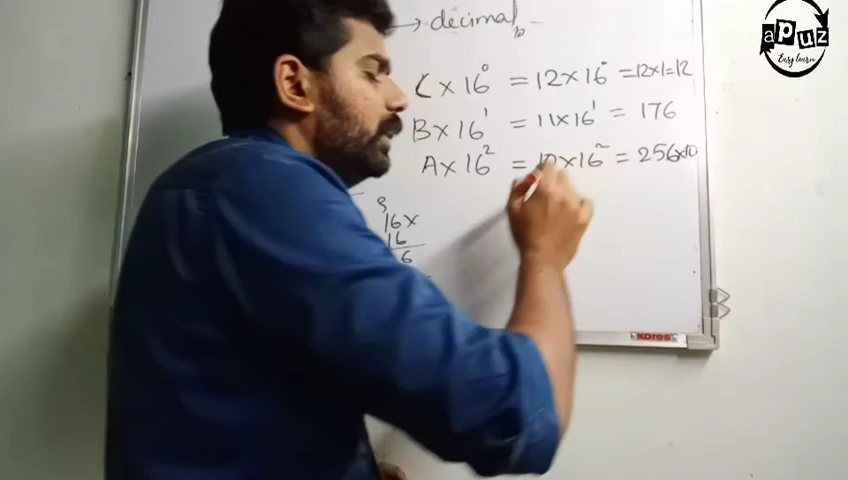 → decimal
C×16⁰ = 12×16⁰ = 12×1=12
B×16¹ = 11×16¹ = 176
A×16² = 10×16² = 256×10
16×
16
6
kores
apuz
Easy learn